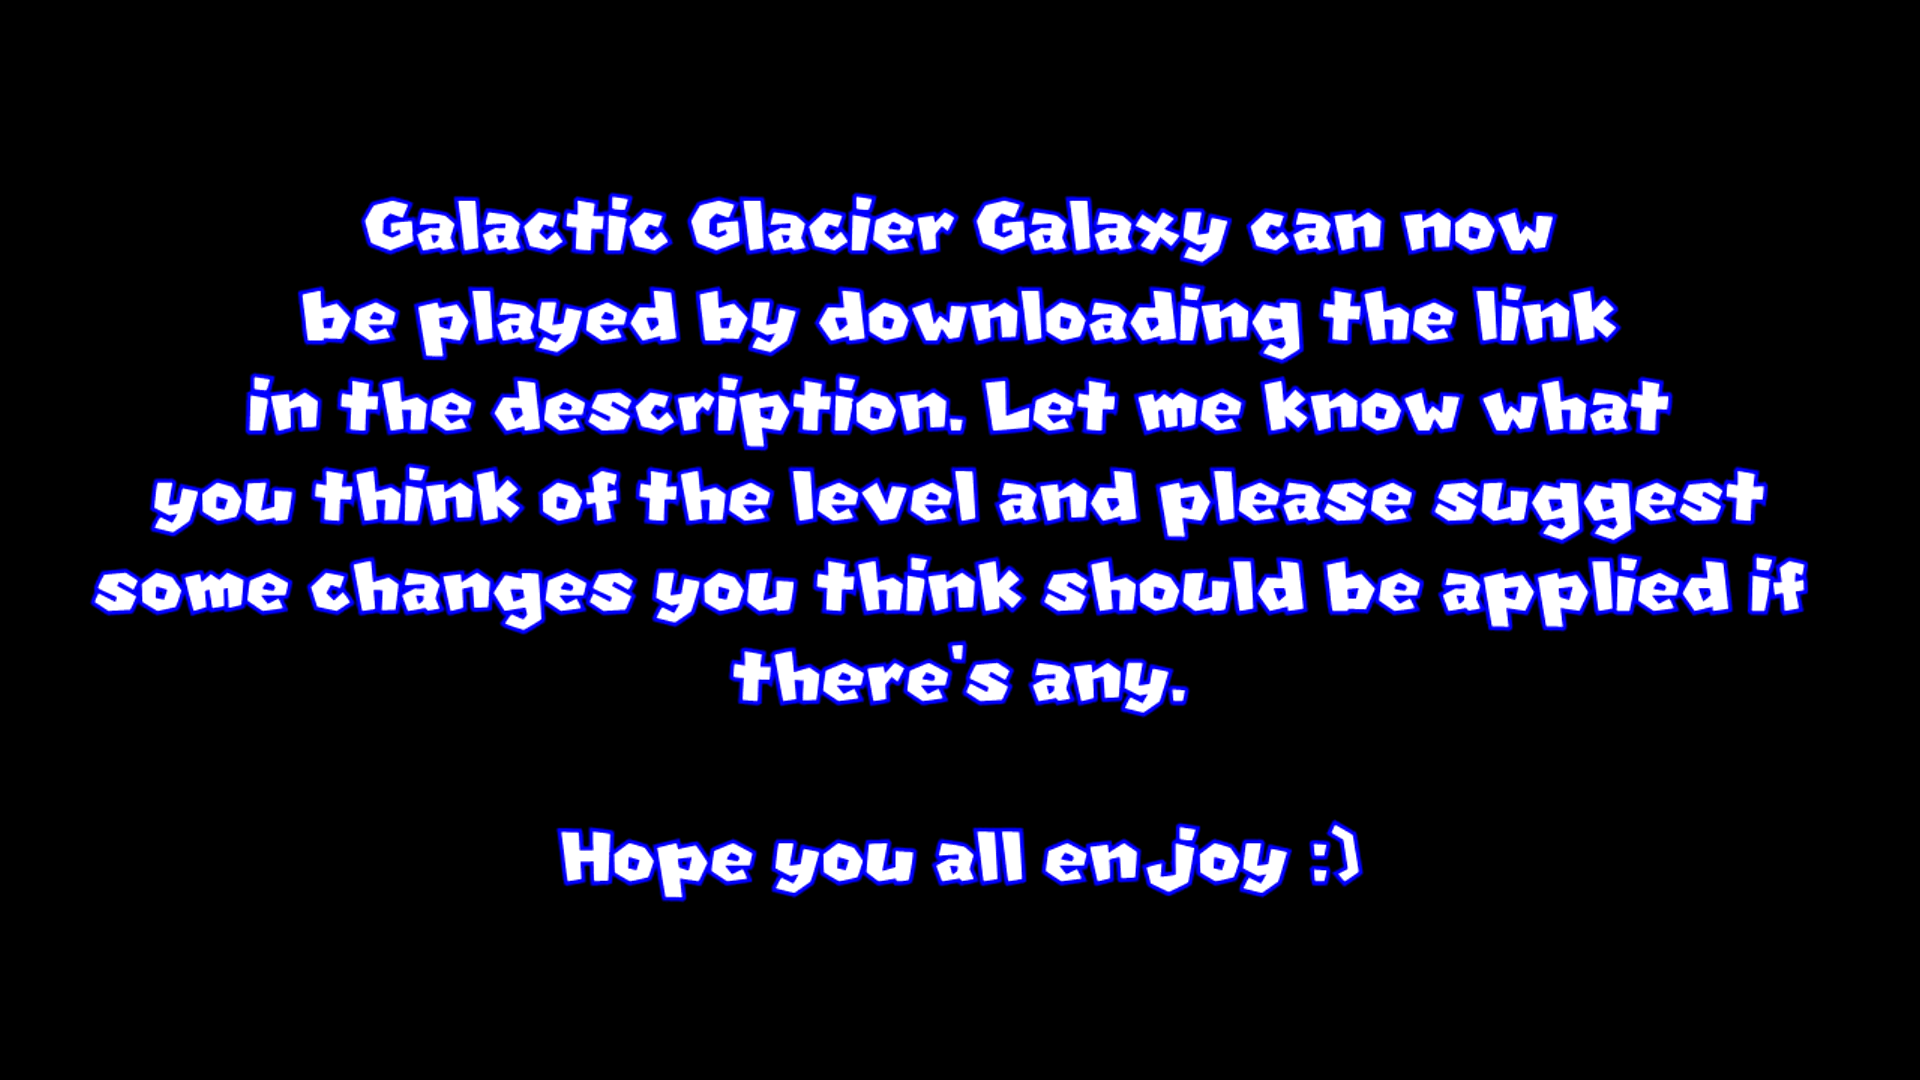 Galactic Glacier Galaxy can now
be played by downloading the link
in the description. Let me know what
you think of the level and please suggest
some changes you think should be applied if
there's any.
Hope you all enjoy :)